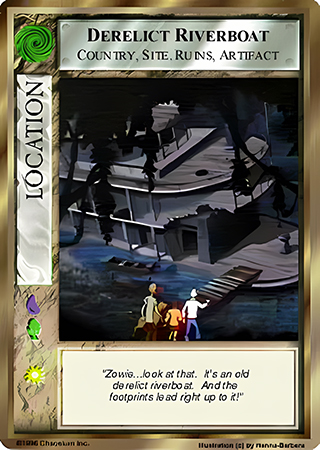 DERELICT RIVERBOAT
COUNTRY, SITE, RUINS, ARTIFACT
LOCATION
"Zowie...look at that. It's an old
derelict riverboat. And the
footprints lead right up to it!"
©1996 Chaosium Inc.
Illustration (c) by Hanna-Barbera